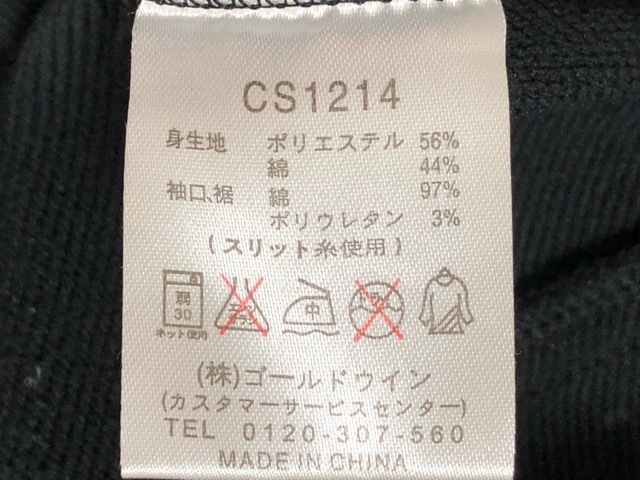 CS1214
身生地 ポリエステル 56%
綿 44%
袖口、裾 綿 97%
ポリウレタン 3%
(スリット糸使用)
弱 30 中
ネット使用
(株)ゴールドウイン
(カスタマーサービスセンター)
TEL 0120-307-560
MADE IN CHINA